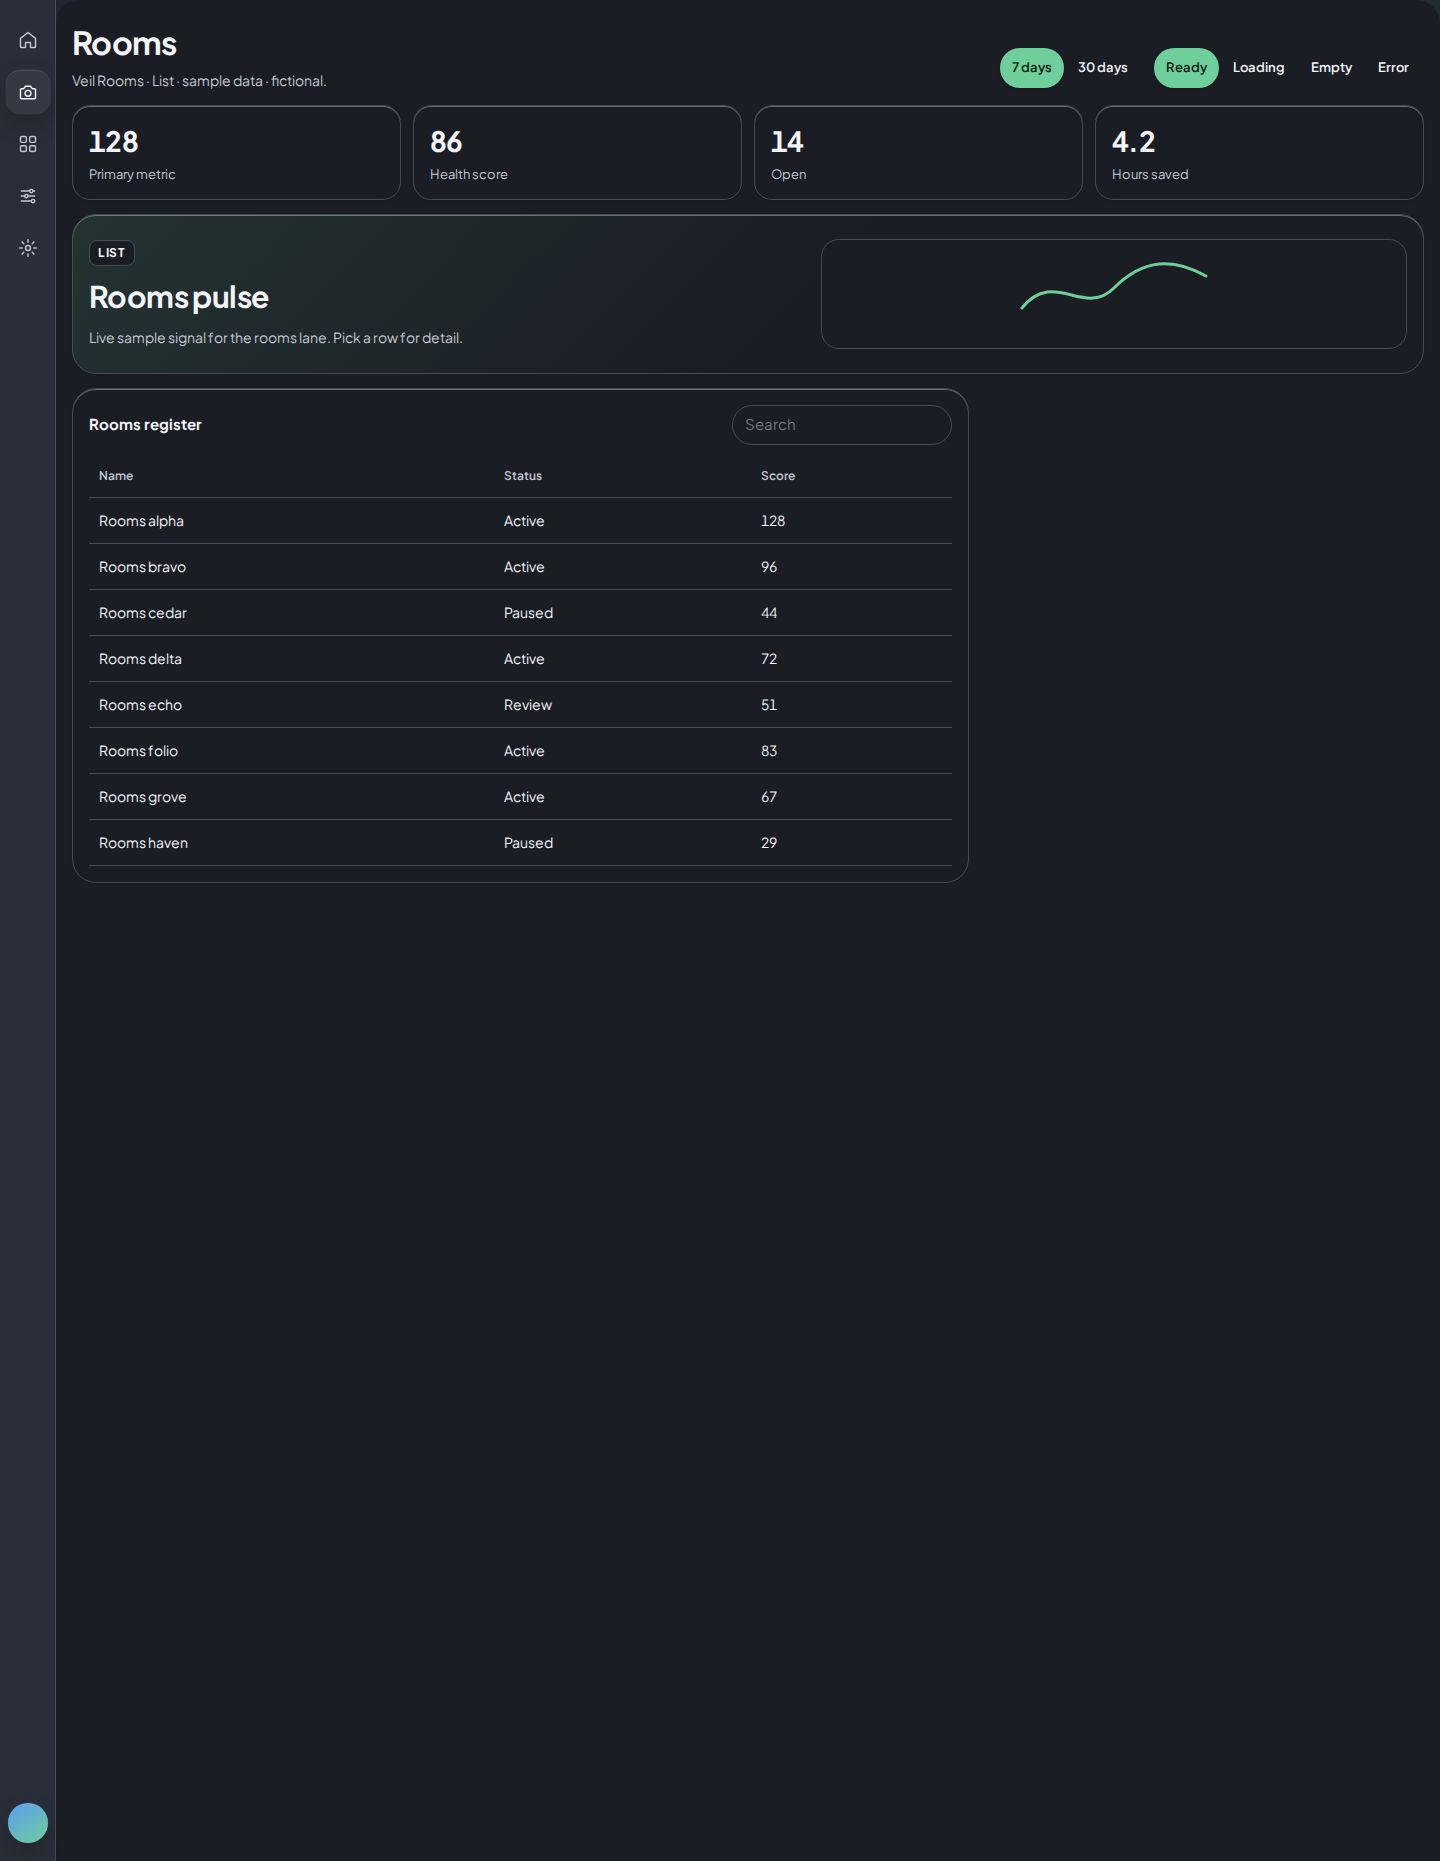 Rooms
Veil Rooms · List · sample data · fictional.
7 days 30 days Ready Loading Empty Error
128
Primary metric
86
Health score
14
Open
4.2
Hours saved
LIST
Rooms pulse
Live sample signal for the rooms lane. Pick a row for detail.
Rooms register
Search
Name Status Score
Rooms alpha Active 128
Rooms bravo Active 96
Rooms cedar Paused 44
Rooms delta Active 72
Rooms echo Review 51
Rooms folio Active 83
Rooms grove Active 67
Rooms haven Paused 29